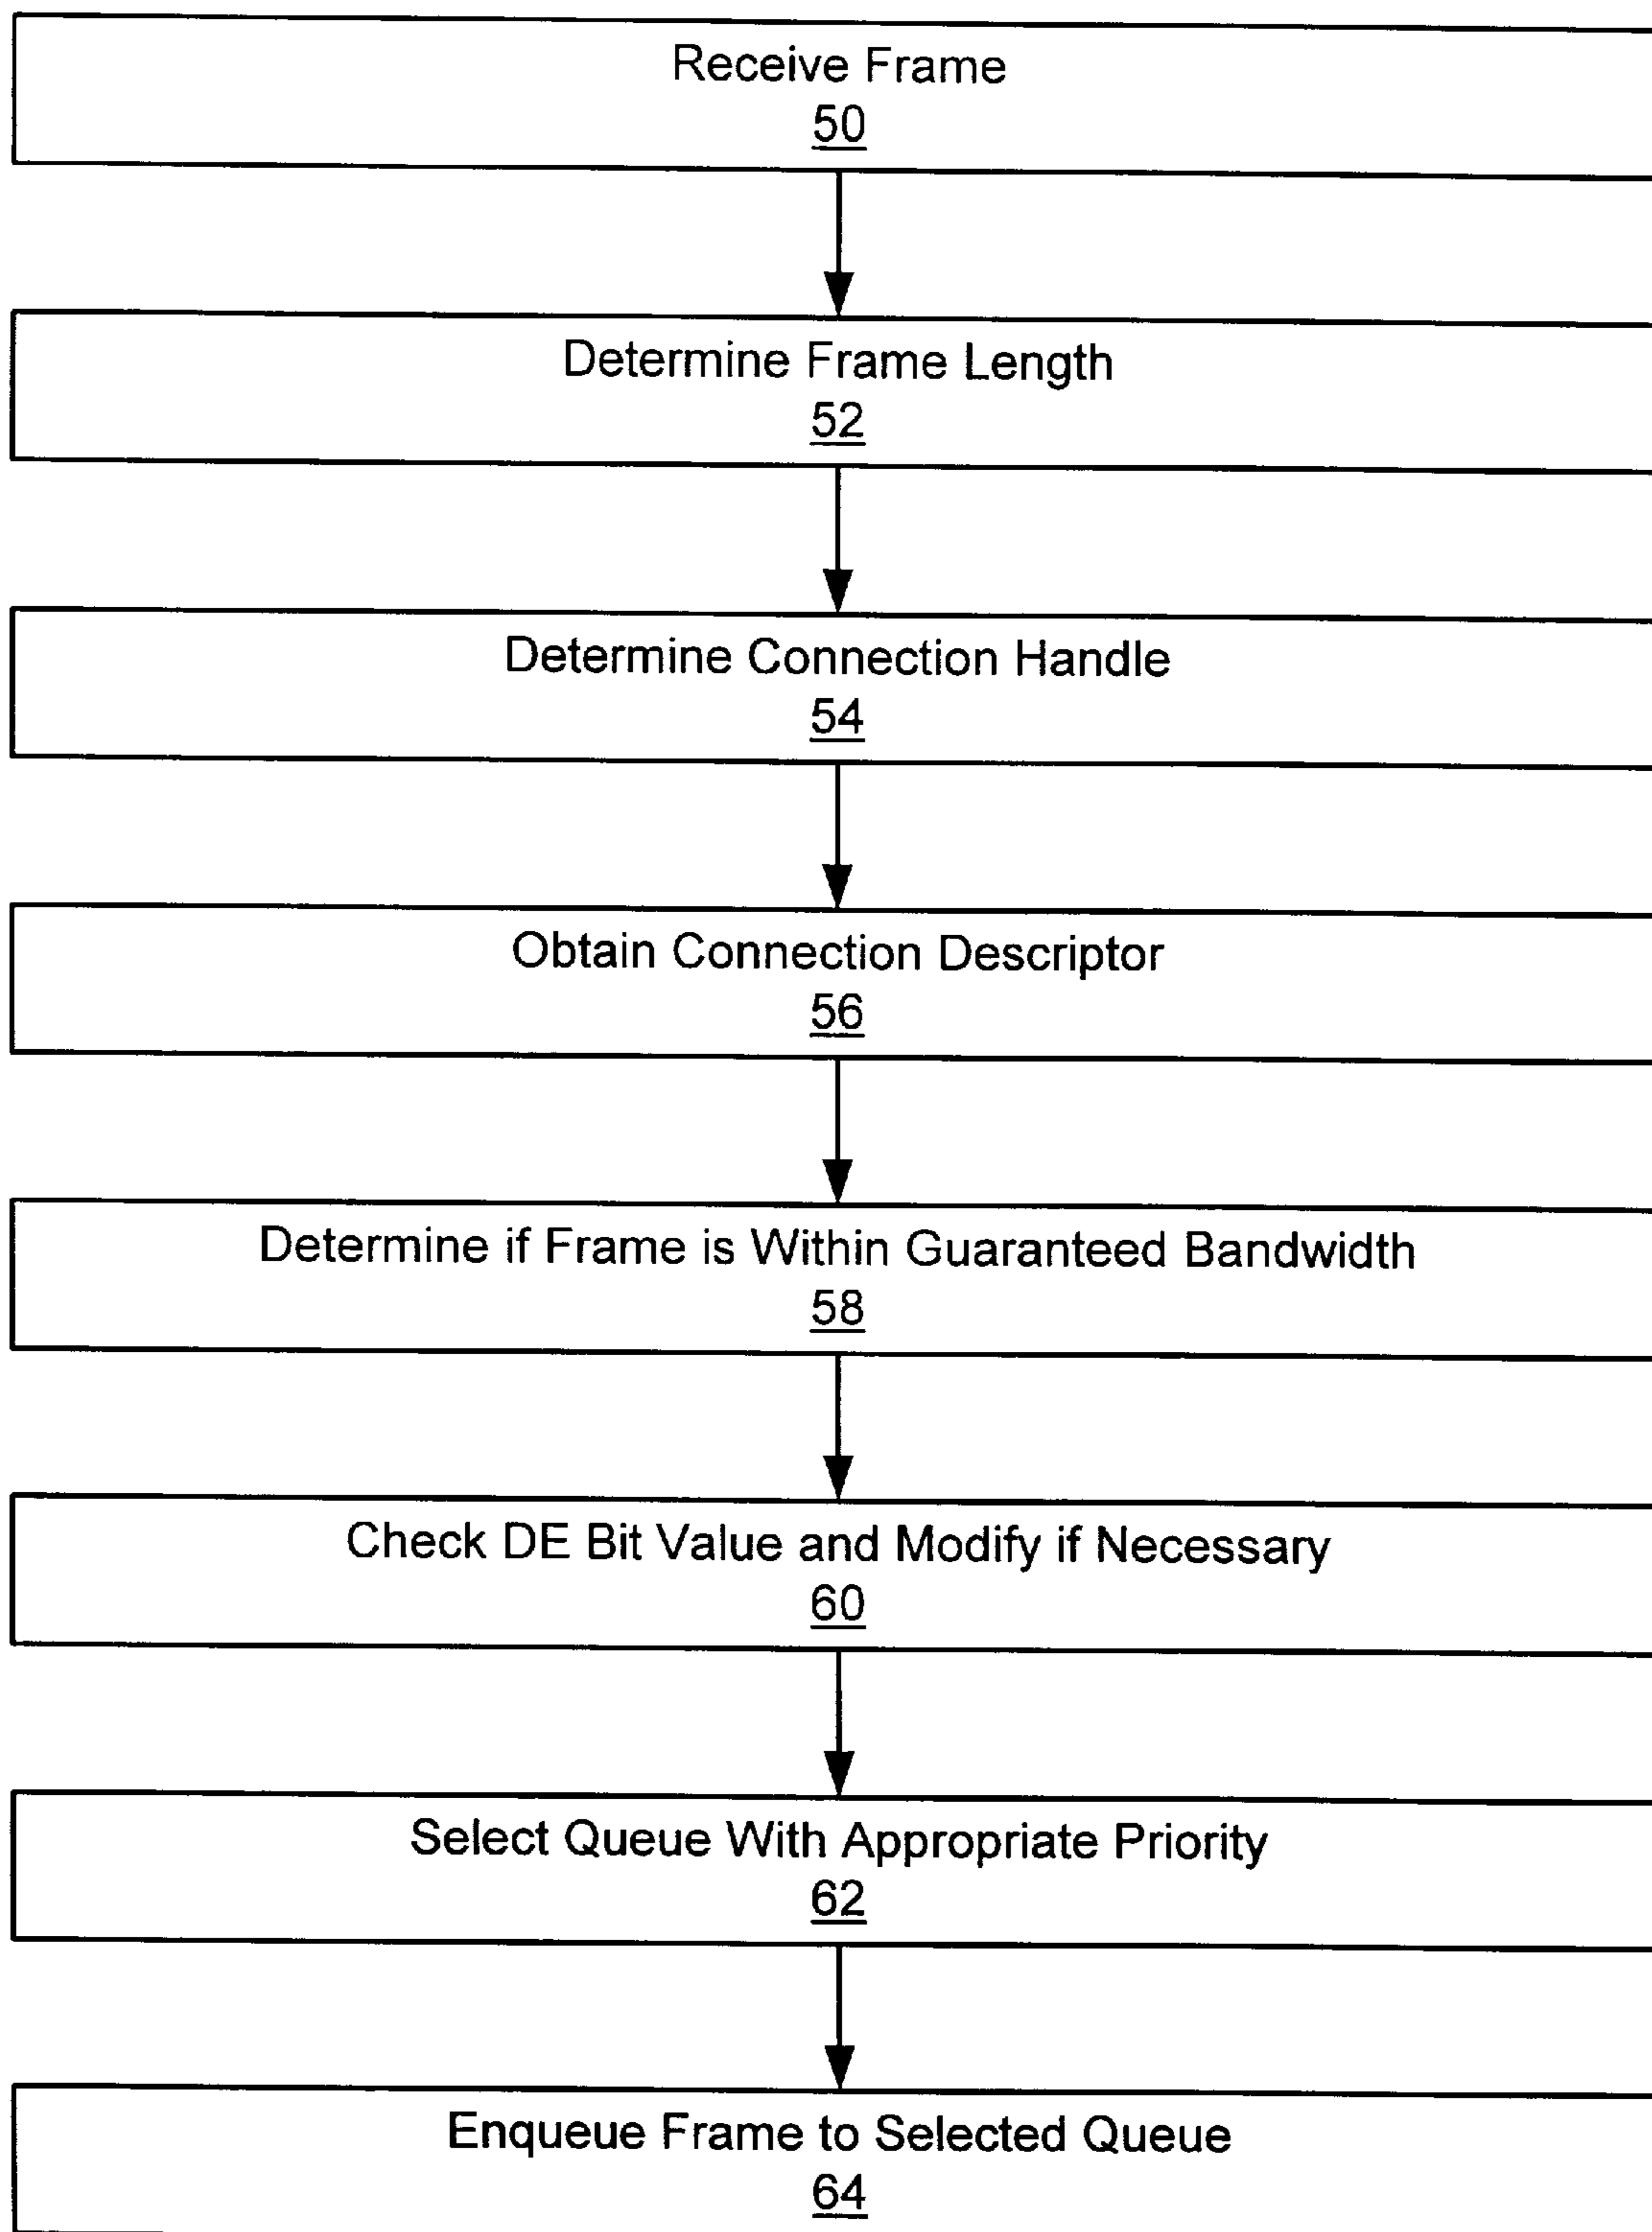 Receive Frame
50
Determine Frame Length
52
Determine Connection Handle
54
Obtain Connection Descriptor
56
Determine if Frame is Within Guaranteed Bandwidth
58
Check DE Bit Value and Modify if Necessary
60
Select Queue With Appropriate Priority
62
Enqueue Frame to Selected Queue
64